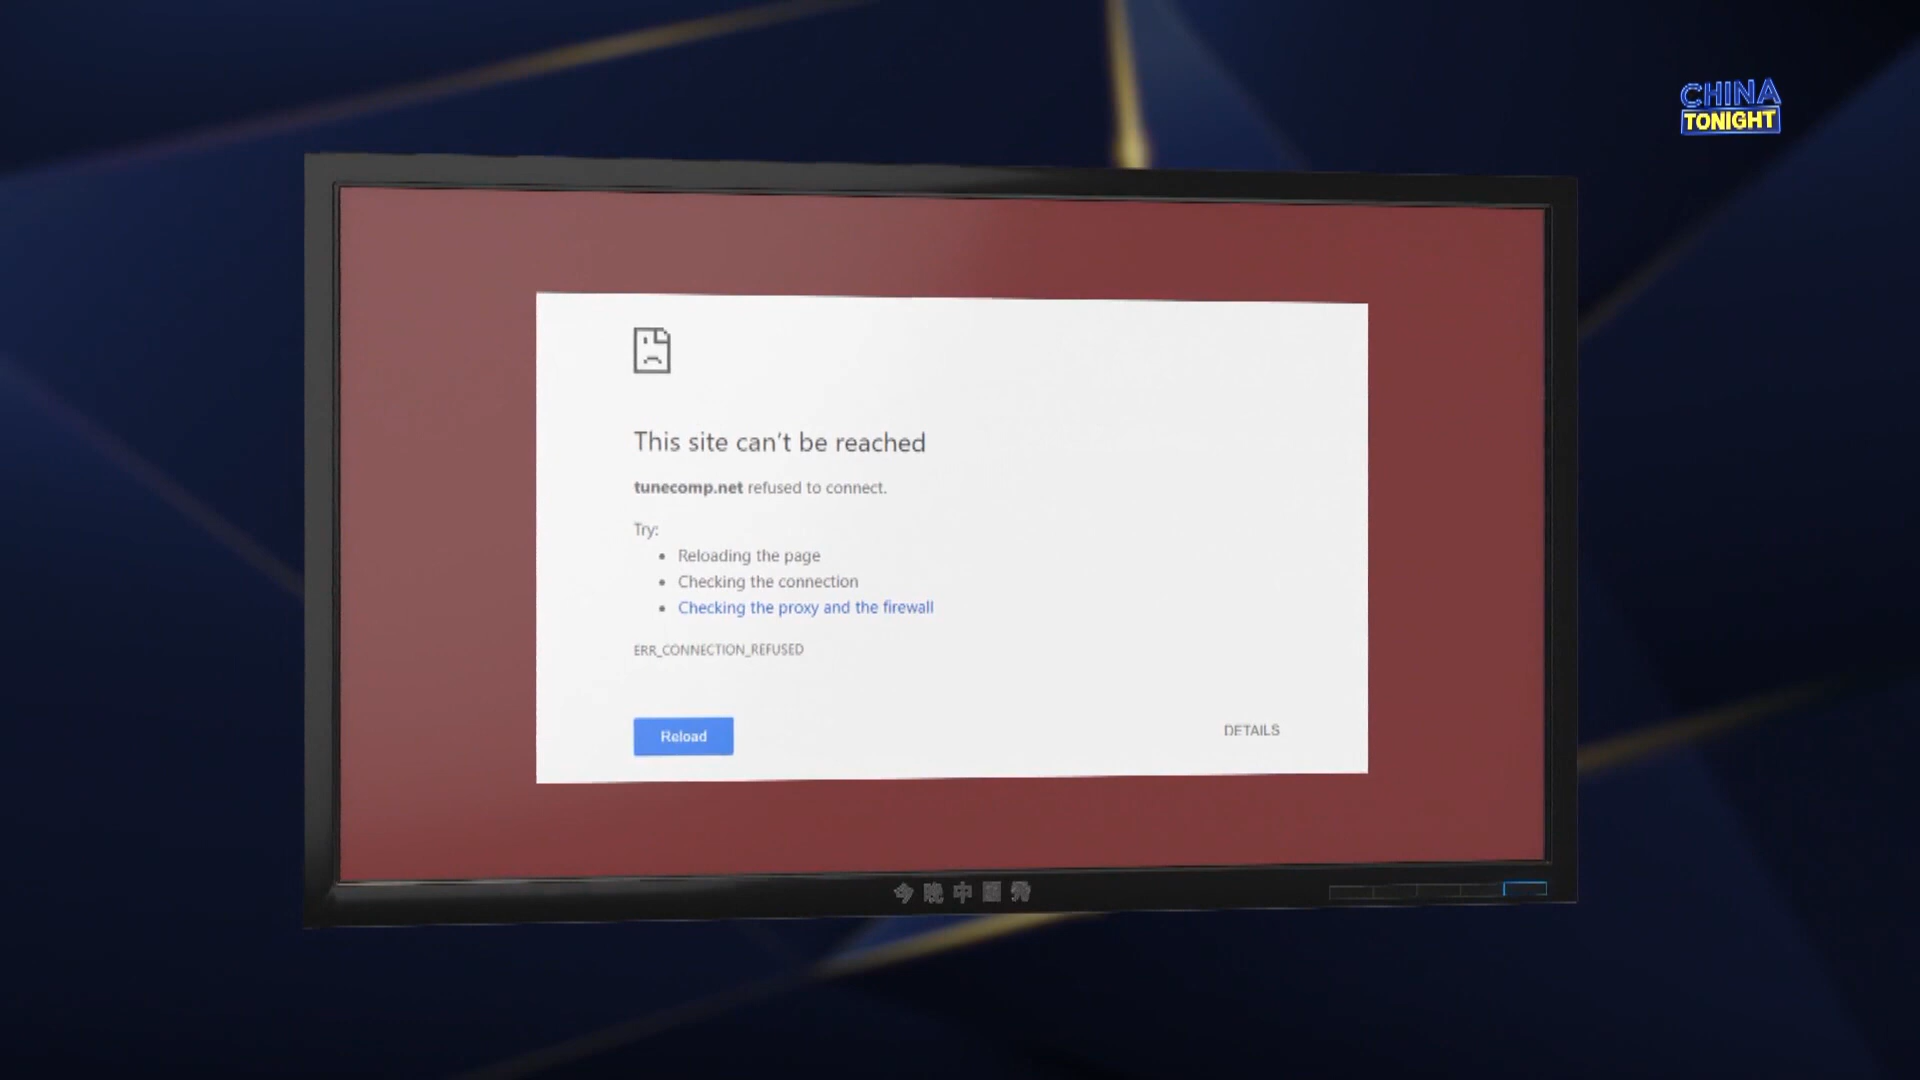 CHINA
TONIGHT
This site can't be reached
tunecomp.net refused to connect.
Try:
• Reloading the page
• Checking the connection
• Checking the proxy and the firewall
ERR_CONNECTION_REFUSED
Reload
DETAILS
今晚中國秀